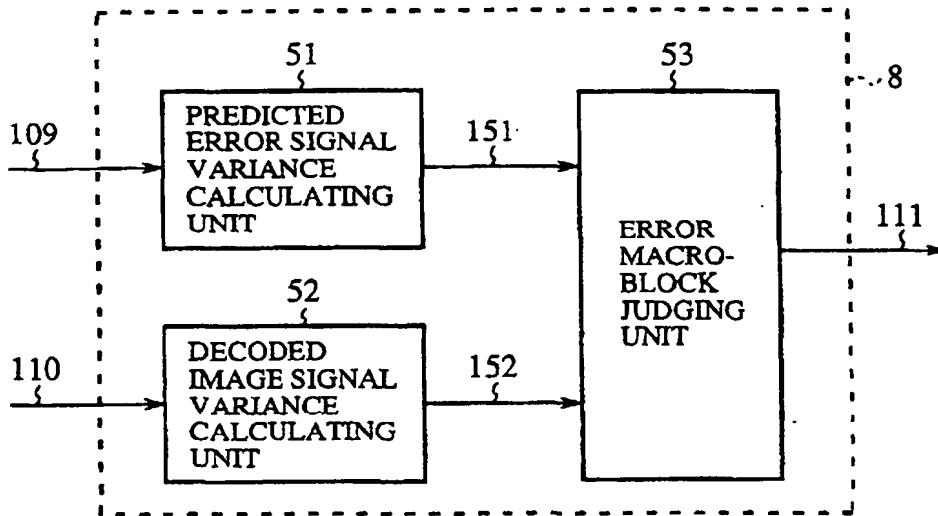 51
53
8
109
PREDICTED
ERROR SIGNAL
VARIANCE
CALCULATING
UNIT
151
ERROR
MACRO-
BLOCK
JUDGING
UNIT
111
52
110
DECODED
IMAGE SIGNAL
VARIANCE
CALCULATING
UNIT
152